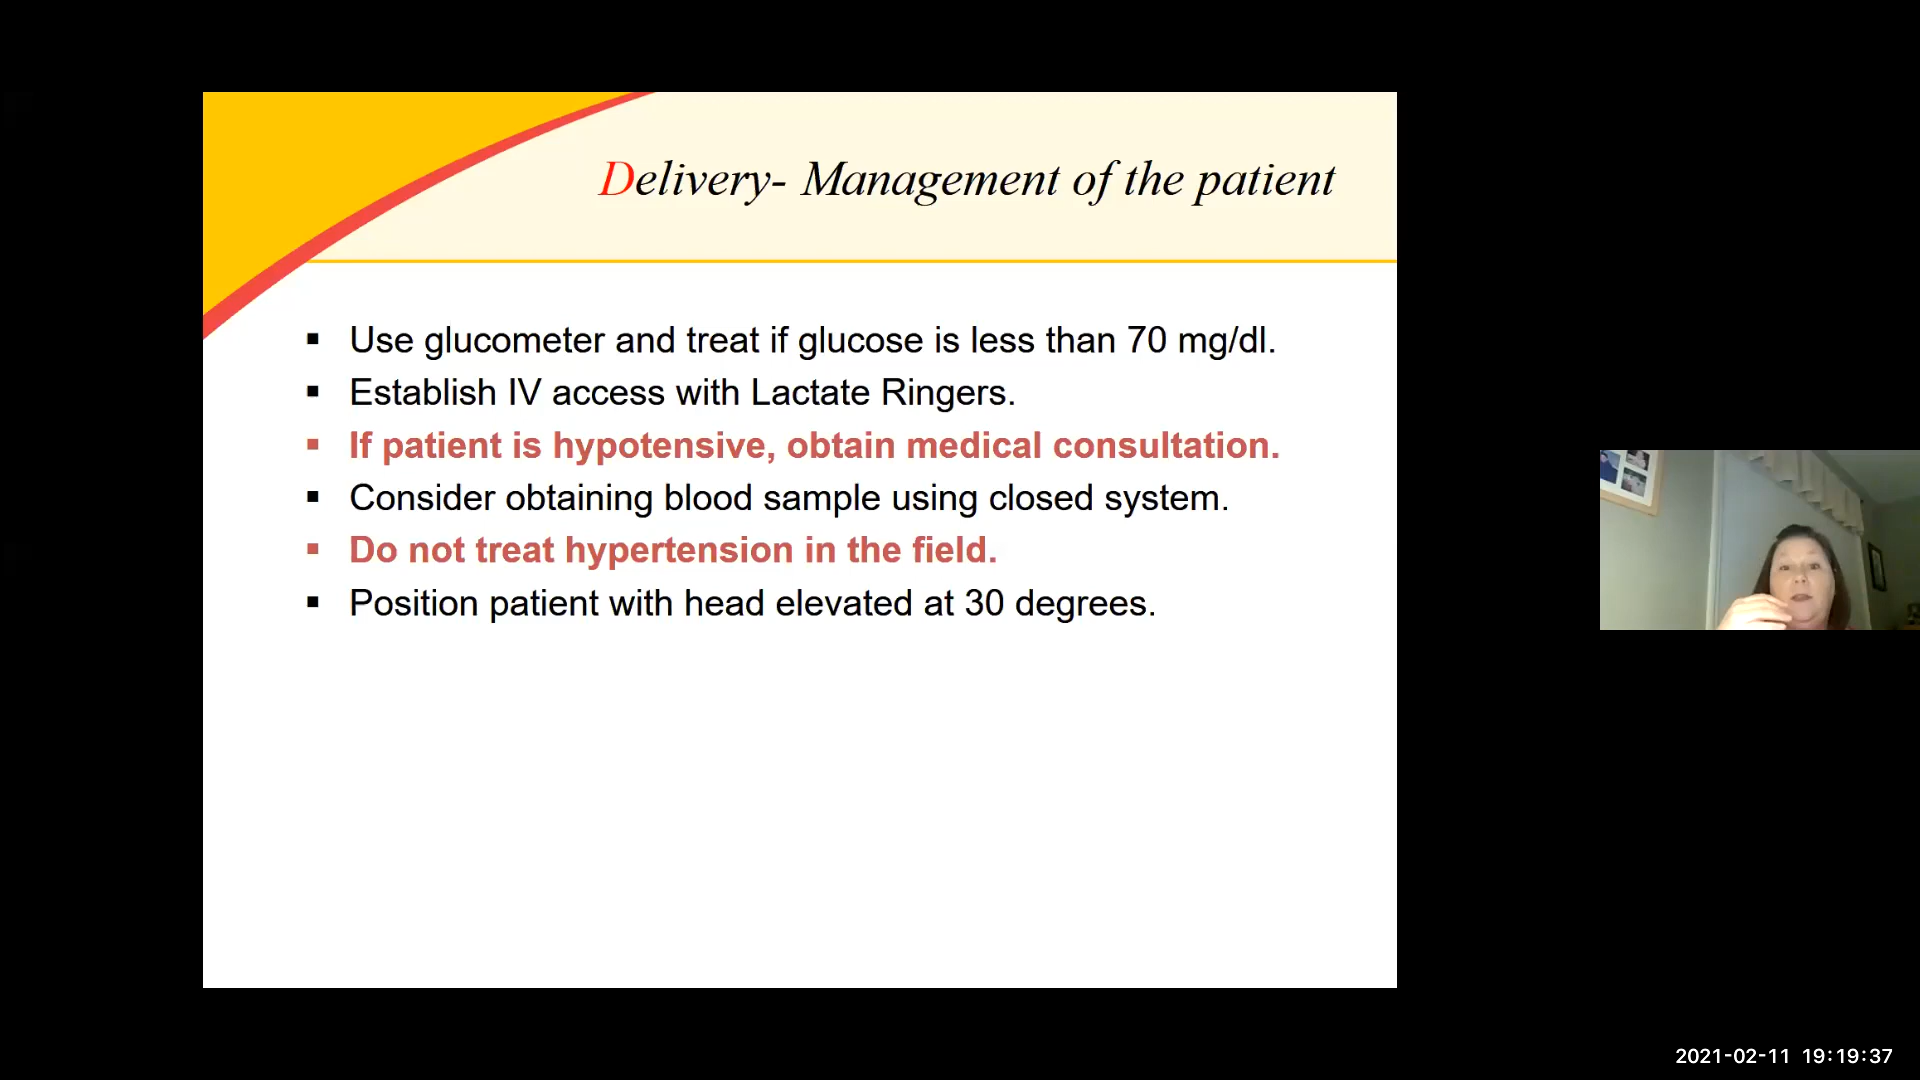 Delivery- Management of the patient
▪ Use glucometer and treat if glucose is less than 70 mg/dl.
▪ Establish IV access with Lactate Ringers.
▪ If patient is hypotensive, obtain medical consultation.
▪ Consider obtaining blood sample using closed system.
▪ Do not treat hypertension in the field.
▪ Position patient with head elevated at 30 degrees.
2021-02-11 19:19:37